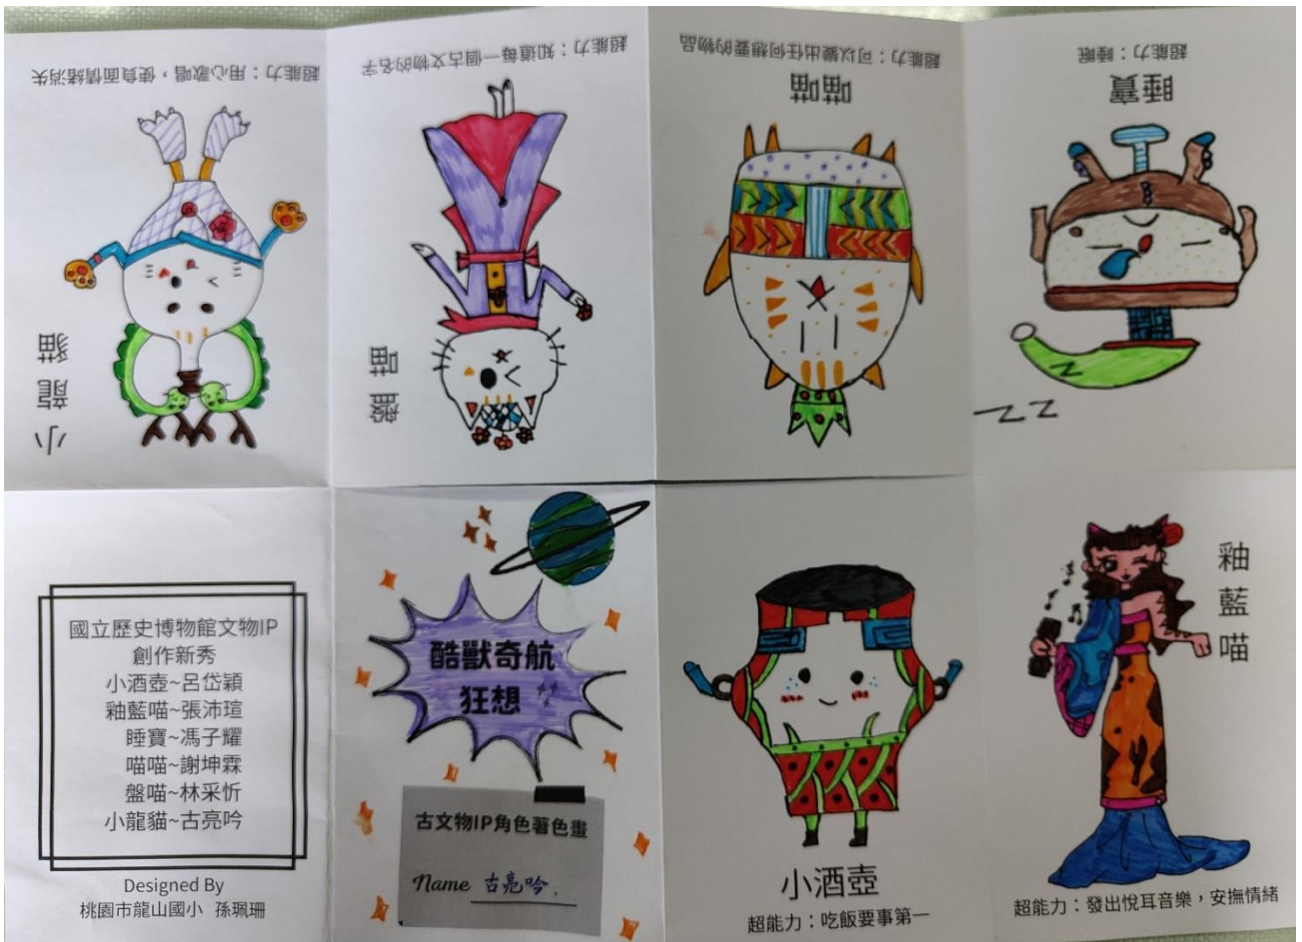 超能力：用心歌唱，使負面情緒消失
小龍貓
超能力：知道每一個古文物的名字
盤喵
超能力：可以變出任何想要的物品
喵喵
超能力：睡眠
睡寶
Z
ZZ
國立歷史博物館文物IP
創作新秀
小酒壺~呂岱穎
釉藍喵~張沛瑄
睡寶~馮子耀
喵喵~謝坤霖
盤喵~林采忻
小龍貓~古亮吟
Designed By
桃園市龍山國小 孫珮珊
酷獸奇航
狂想
古文物IP角色著色畫
Name 古亮吟.
小酒壺
超能力：吃飯要事第一
釉藍喵
超能力：發出悅耳音樂，安撫情緒